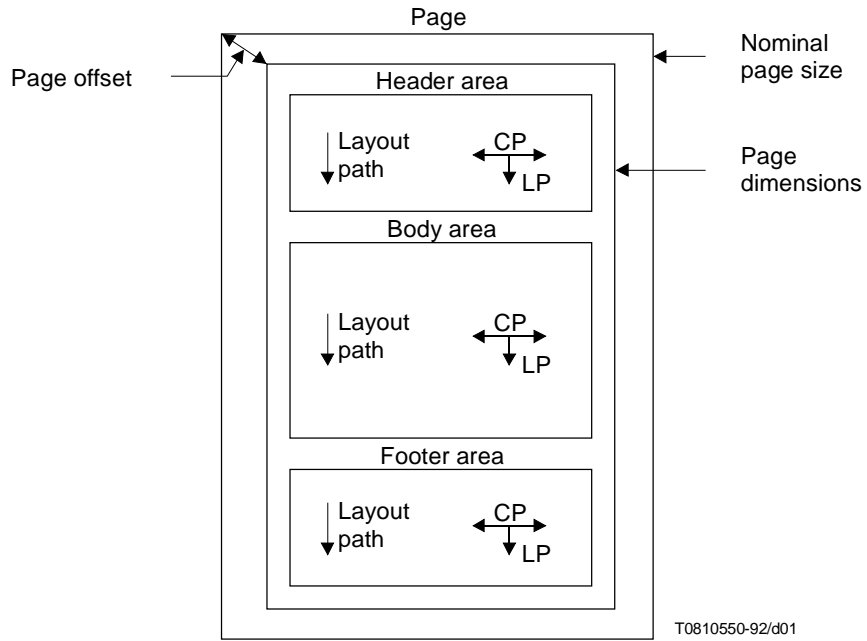 Page
Page offset
Nominal
page size
Header area
Layout
path
CP
LP
Page
dimensions
Body area
Layout
path
CP
LP
Footer area
Layout
path
CP
LP
T0810550-92/d01